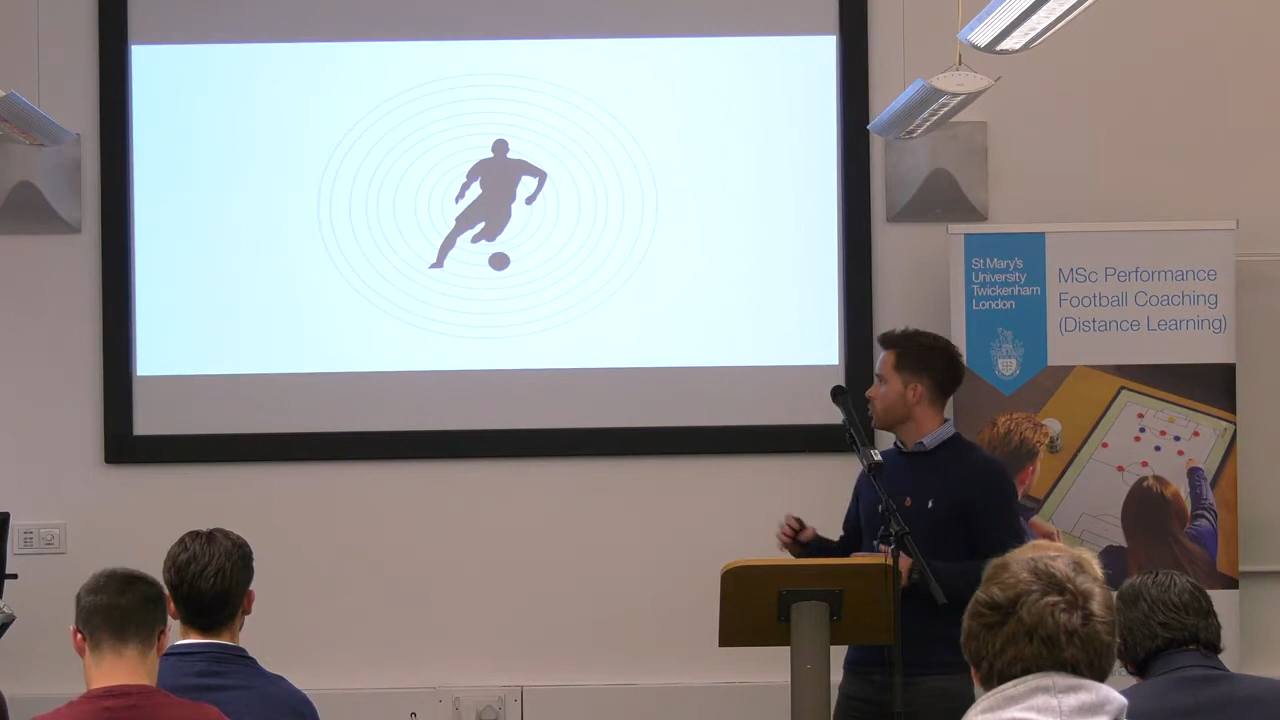 St Mary's
University
Twickenham
London
MSc Performance
Football Coaching
(Distance Learning)